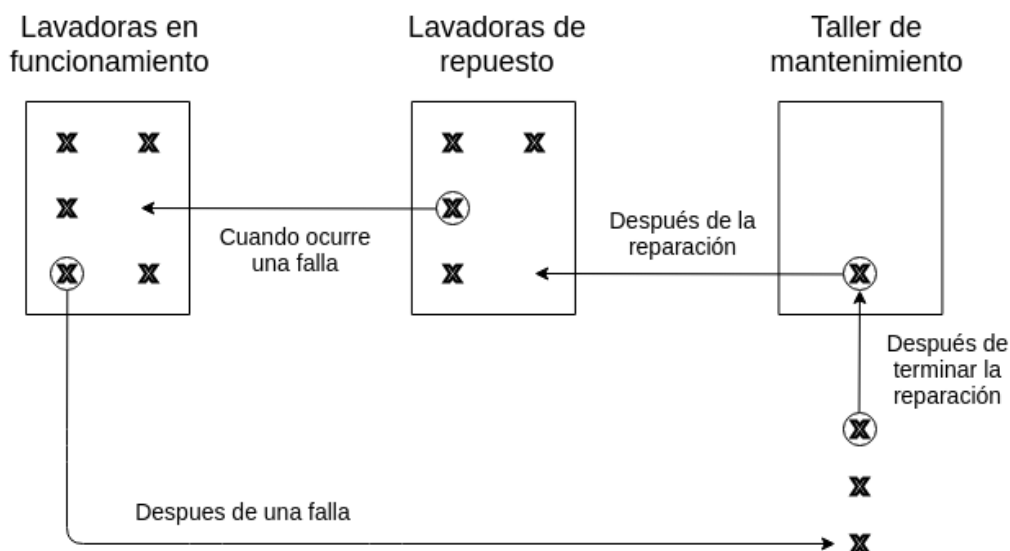 Lavadoras en
funcionamiento
Lavadoras de
repuesto
Taller de
mantenimiento
Cuando ocurre
una falla
Después de la
reparación
Después de
terminar la
reparación
Despues de una falla